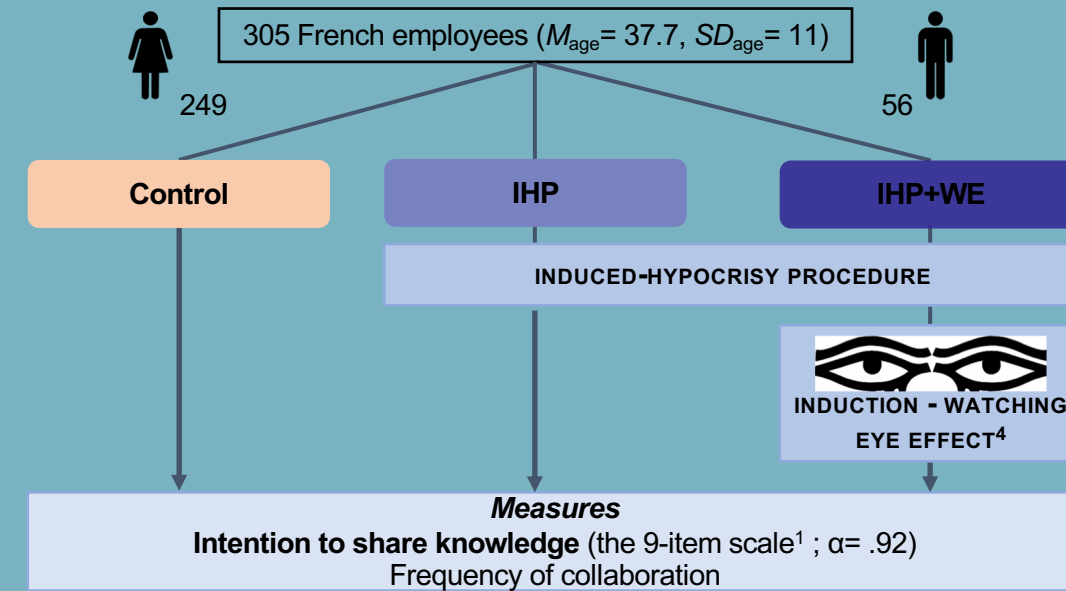 305 French employees (Mage= 37.7, SDage= 11)
249
56
Control
IHP
IHP+WE
INDUCED-HYPOCRISY PROCEDURE
INDUCTION - WATCHING
EYE EFFECT4
Measures
Intention to share knowledge (the 9-item scale1 ; α= .92)
Frequency of collaboration